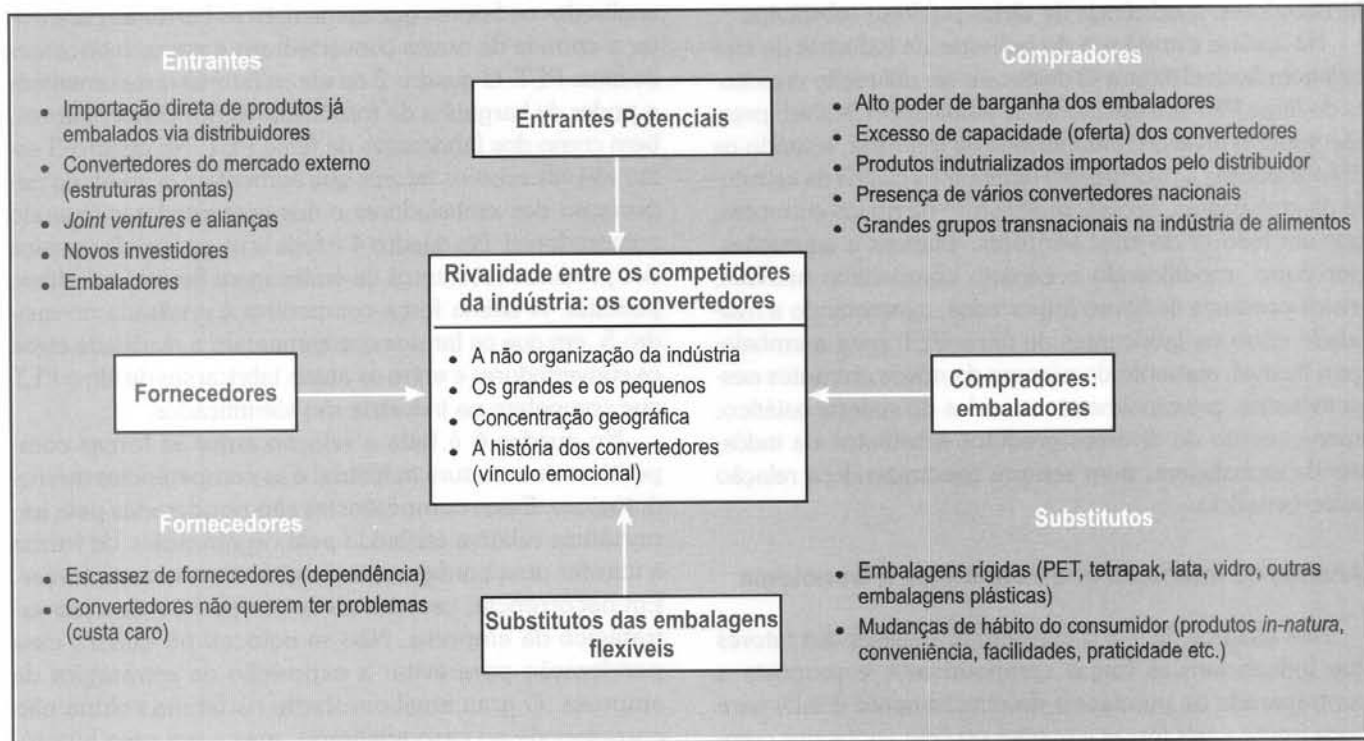 Entrantes
• Importação direta de produtos já
embalados via distribuidores
• Convertedores do mercado externo
(estruturas prontas)
• Joint ventures e alianças
• Novos investidores
• Embaladores
Entrantes Potenciais
Compradores
• Alto poder de barganha dos embaladores
• Excesso de capacidade (oferta) dos convertedores
• Produtos industrializados importados pelo distribuidor
• Presença de vários convertedores nacionais
• Grandes grupos transnacionais na indústria de alimentos
Fornecedores
Rivalidade entre os competidores
da indústria: os convertedores
• A não organização da indústria
• Os grandes e os pequenos
• Concentração geográfica
• A história dos convertedores
(vínculo emocional)
Compradores:
embaladores
Fornecedores
• Escassez de fornecedores (dependência)
• Convertedores não querem ter problemas
(custa caro)
Substitutos das embalagens
flexíveis
Substitutos
• Embalagens rígidas (PET, tetrapak, lata, vidro, outras
embalagens plásticas)
• Mudanças de hábito do consumidor (produtos in-natura,
conveniência, facilidades, praticidade etc.)